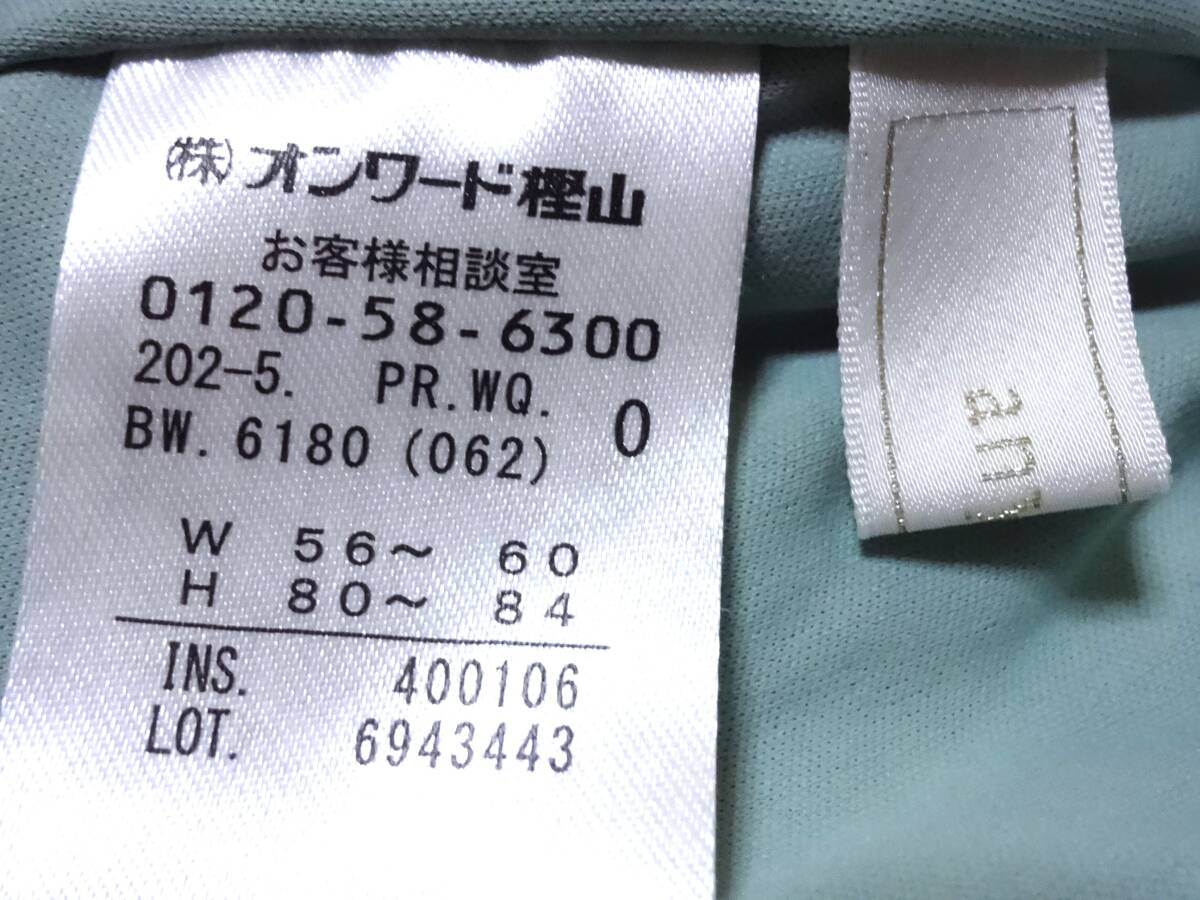 (株)オンワード樫山
お客様相談室
0120-58-6300
202-5. PR.WQ. 0
BW. 6180 (062)
W 56~ 60
H 80~ 84
INS. 400106
LOT. 6943443